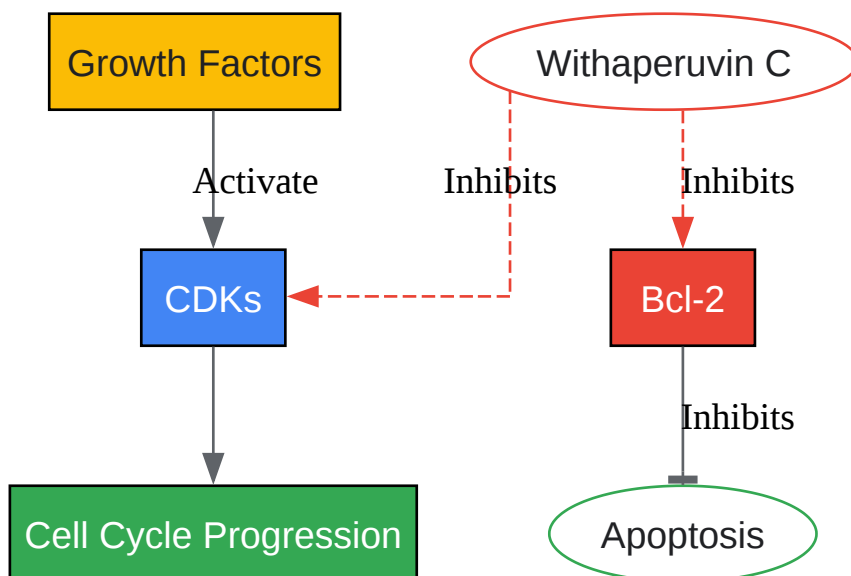 Growth Factors
Withaperuvin C
Activate
Inhibits
Inhibits
CDKs
Bcl-2
Inhibits
Cell Cycle Progression
Apoptosis